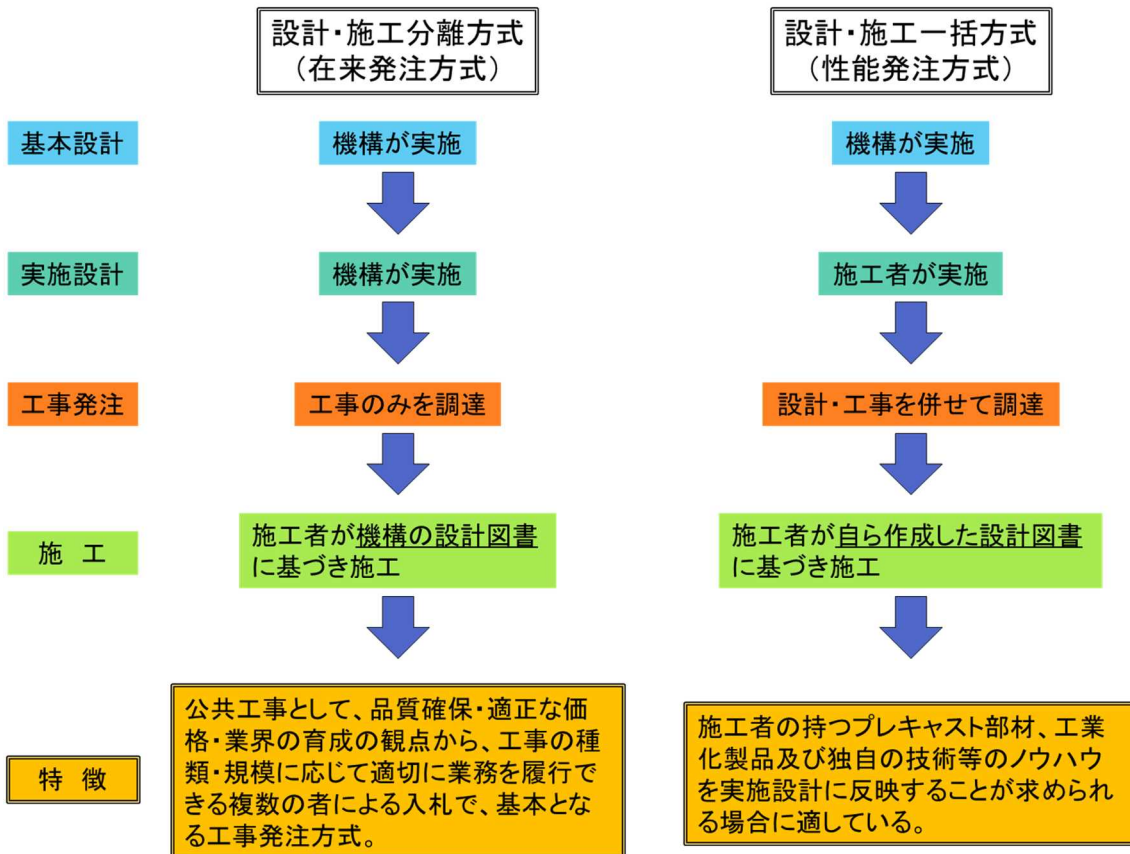 設計・施工分離方式
（在来発注方式）
設計・施工一括方式
（性能発注方式）
基本設計
機構が実施
機構が実施
実施設計
機構が実施
施工者が実施
工事発注
工事のみを調達
設計・工事を併せて調達
施　工
施工者が機構の設計図書
に基づき施工
施工者が自ら作成した設計図書
に基づき施工
特　徴
公共工事として、品質確保・適正な価
格・業界の育成の観点から、工事の種
類・規模に応じて適切に業務を履行で
きる複数の者による入札で、基本とな
る工事発注方式。
施工者の持つプレキャスト部材、工業
化製品及び独自の技術等のノウハウ
を実施設計に反映することが求められ
る場合に適している。